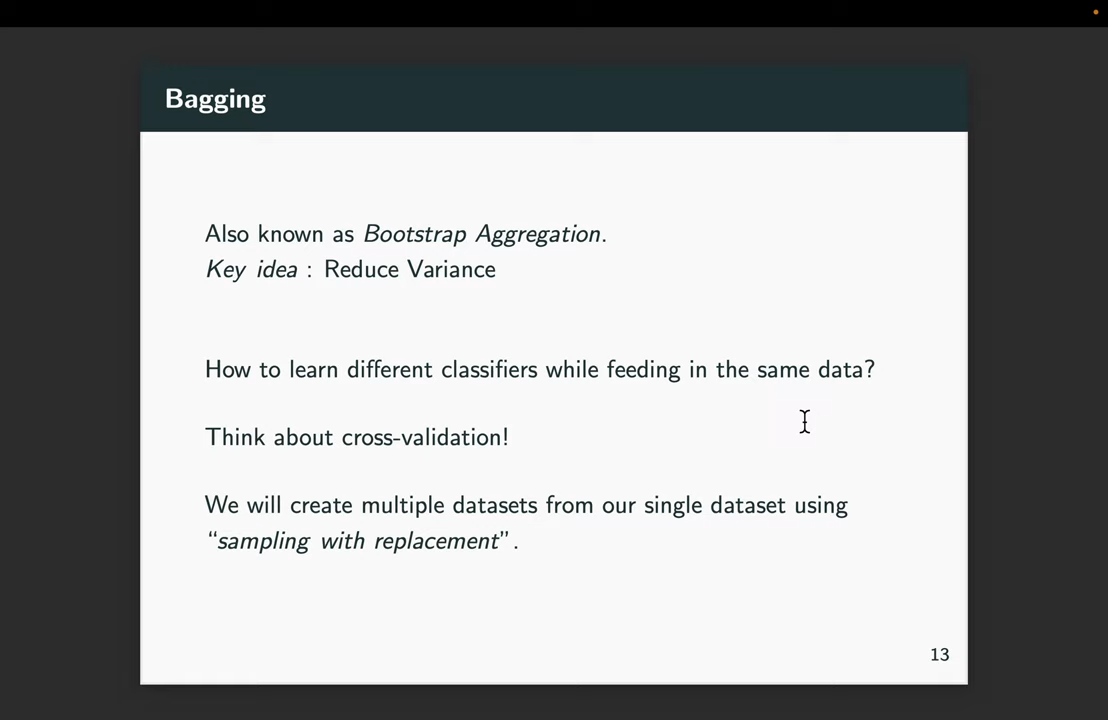 Bagging
Also known as Bootstrap Aggregation.
Key idea : Reduce Variance
How to learn different classifiers while feeding in the same data?
Think about cross-validation!
We will create multiple datasets from our single dataset using
“sampling with replacement” .
13